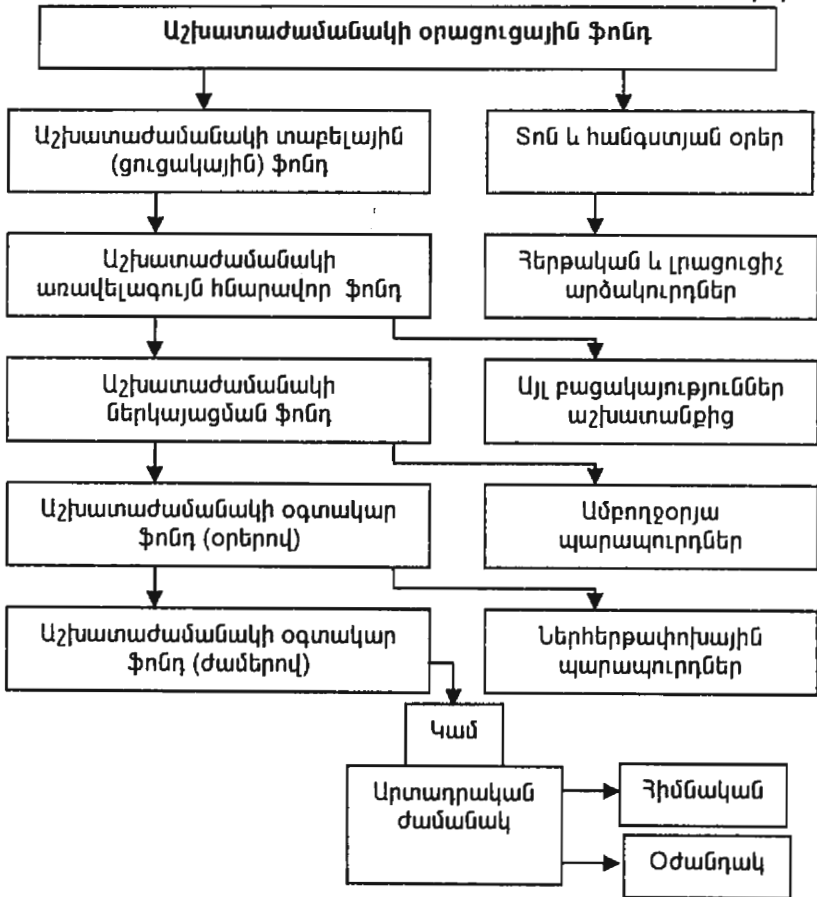 Աշխատաժամանակի օրացուցային ֆոնդ
Աշխատաժամանակի տաբելային
(ցուցակային) ֆոնդ
Տոն և հանգստյան օրեր
Աշխատաժամանակի
առավելագույն հնարավոր ֆոնդ
Հերթական և լրացուցիչ
արձակուրդներ
Աշխատաժամանակի
ներկայացման ֆոնդ
Այլ բացակայություններ
աշխատանքից
Աշխատաժամանակի օգտակար
ֆոնդ (օրերով)
Ամբողջօրյա
պարապուրդներ
Աշխատաժամանակի օգտակար
ֆոնդ (ժամերով)
Ներհերթափոխային
պարապուրդներ
Կամ
Արտադրական
ժամանակ
Հիմնական
Օժանդակ